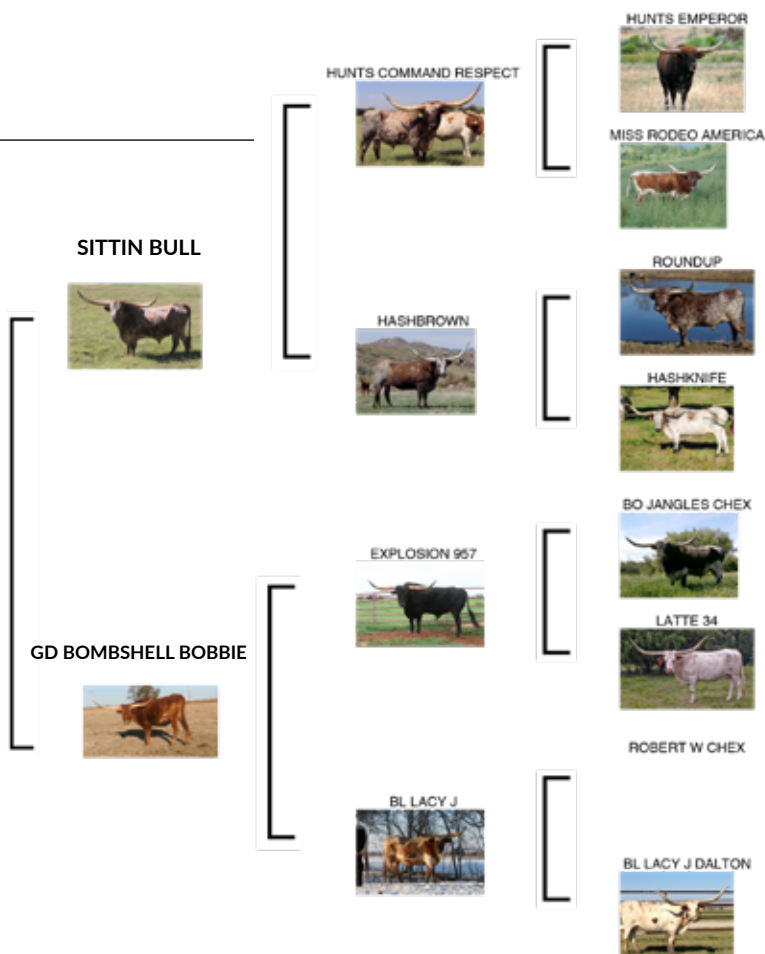 HUNTS EMPEROR
HUNTS COMMAND RESPECT
MISS RODEO AMERICA
SITTIN BULL
ROUNDUP
HASHBROWN
HASHKNIFE
BO JANGLES CHEX
EXPLOSION 957
LATTE 34
GD BOMBSHELL BOBBIE
ROBERT W CHEX
BL LACY J
BL LACY J DALTON